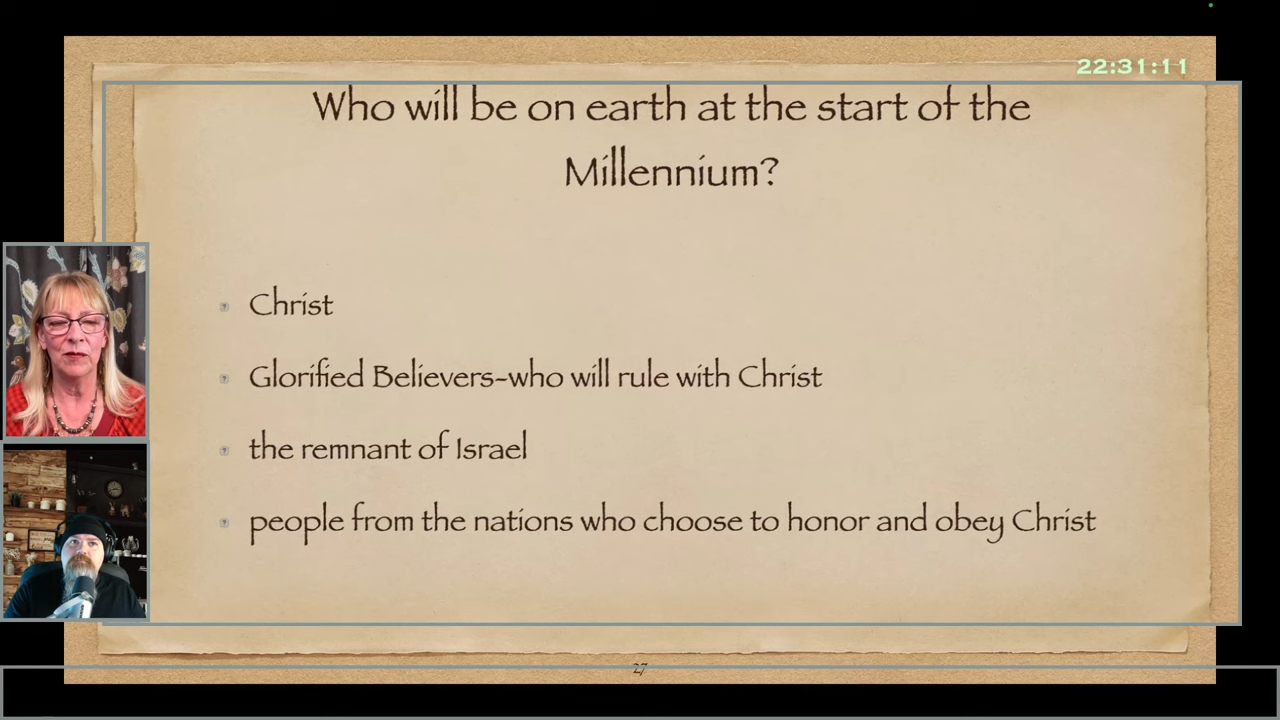 22:31:11
Who will be on earth at the start of the
Millennium?
Christ
Glorified Believers-who will rule with Christ
the remnant of Israel
people from the nations who choose to honor and obey Christ
27